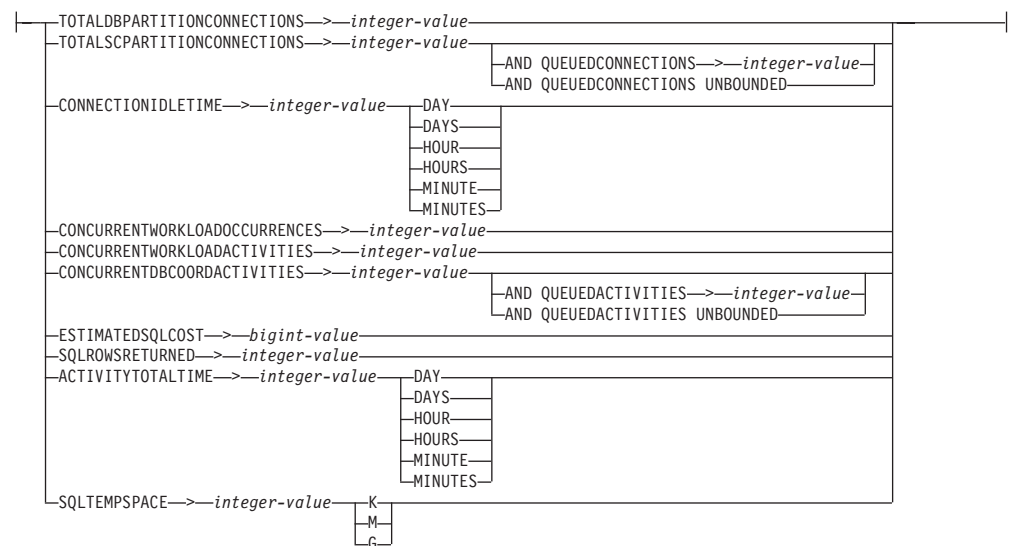 TOTALDBPARTITIONCONNECTIONS > integer-value
TOTALSCPARTITIONCONNECTIONS > integer-value
AND QUEUEDCONNECTIONS > integer-value
AND QUEUEDCONNECTIONS UNBOUNDED
CONNECTIONIDLETIME > integer-value DAY
DAYS
HOUR
HOURS
MINUTE
MINUTES
CONCURRENTWORKLOADOCCURRENCES > integer-value
CONCURRENTWORKLOADACTIVITIES > integer-value
CONCURRENTDBCOORDACTIVITIES > integer-value
AND QUEUEDACTIVITIES > integer-value
AND QUEUEDACTIVITIES UNBOUNDED
ESTIMATEDSQLCOST > bigint-value
SQLROWSRETURNED > integer-value
ACTIVITYTOTALTIME > integer-value DAY
DAYS
HOUR
HOURS
MINUTE
MINUTES
SQLTEMPSPACE > integer-value K
M
G